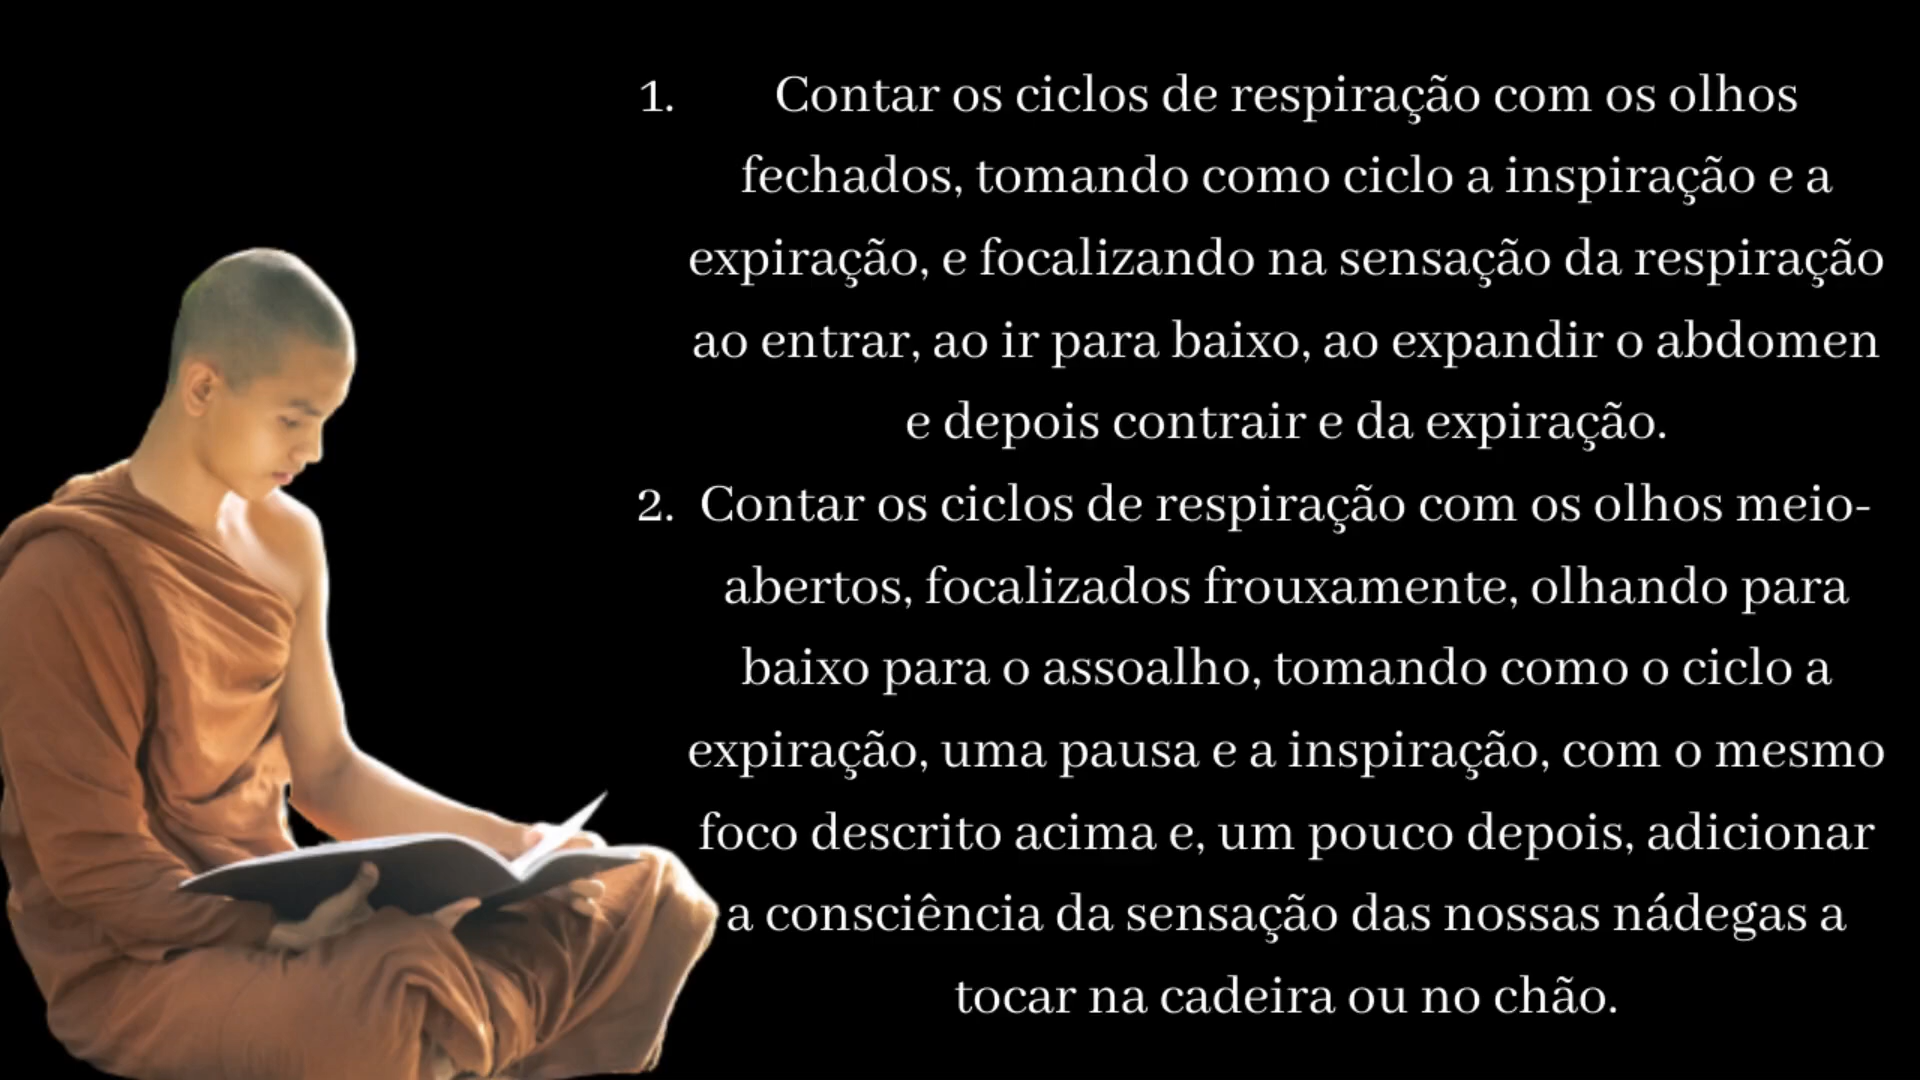 1. Contar os ciclos de respiração com os olhos
fechados, tomando como ciclo a inspiração e a
expiração, e focalizando na sensação da respiração
ao entrar, ao ir para baixo, ao expandir o abdomen
e depois contrair e da expiração.
2. Contar os ciclos de respiração com os olhos meio-
abertos, focalizados frouxamente, olhando para
baixo para o assoalho, tomando como o ciclo a
expiração, uma pausa e a inspiração, com o mesmo
foco descrito acima e, um pouco depois, adicionar
a consciência da sensação das nossas nádegas a
tocar na cadeira ou no chão.